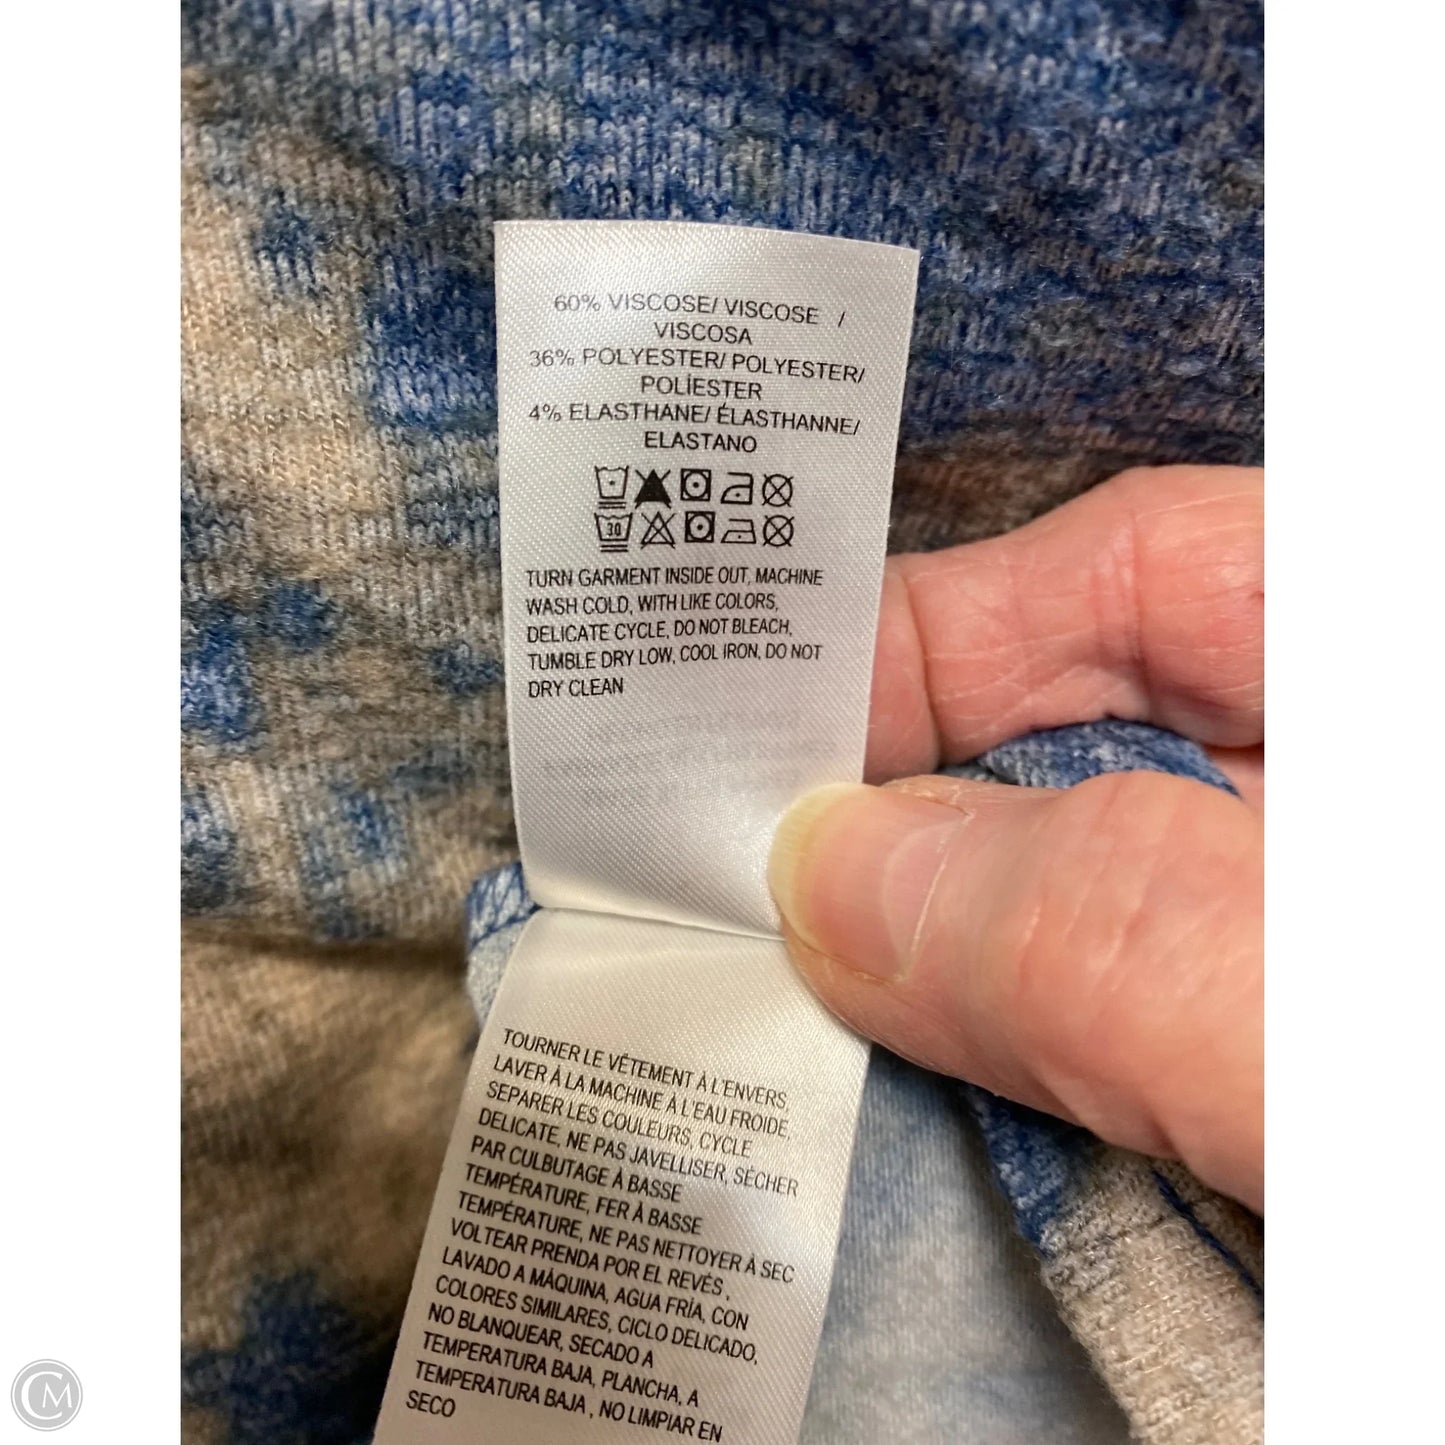 60% VISCOSE/ VISCOSE /
VISCOSA
36% POLYESTER/ POLYESTER/
POLİESTER
4% ELASTHANE/ ÉLASTHANNE/
ELASTANO
30
TURN GARMENT INSIDE OUT, MACHINE
WASH COLD, WITH LIKE COLORS,
DELICATE CYCLE, DO NOT BLEACH,
TUMBLE DRY LOW, COOL IRON, DO NOT
DRY CLEAN
TOURNER LE VÊTEMENT À L'ENVERS,
LAVER À LA MACHINE À L'EAU FROIDE,
SEPARER LES COULEURS, CYCLE
DELICATE, NE PAS JAVELLISER, SÉCHER
PAR CULBUTAGE À BASSE
TEMPÉRATURE, FER À BASSE
TEMPÉRATURE, NE PAS NETTOYER À SEC
VOLTEAR PRENDA POR EL REVÉS ,
LAVADO A MÁQUINA, AGUA FRÍA, CON
COLORES SIMILARES, CICLO DELICADO,
NO BLANQUEAR, SECADO A
TEMPERATURA BAJA, PLANCHA, A
TEMPERATURA BAJA , NO LIMPIAR EN
SECO
CM